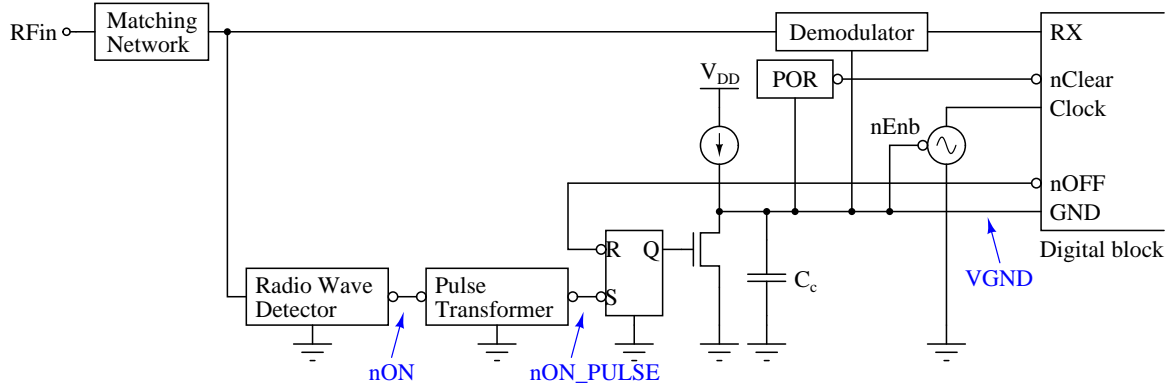 RFin
Matching
Network
Demodulator
RX
POR
nClear
V_DD
Clock
nEnb
nOFF
GND
Digital block
VGND
R
Q
S
C_c
Radio Wave
Detector
Pulse
Transformer
nON
nON_PULSE